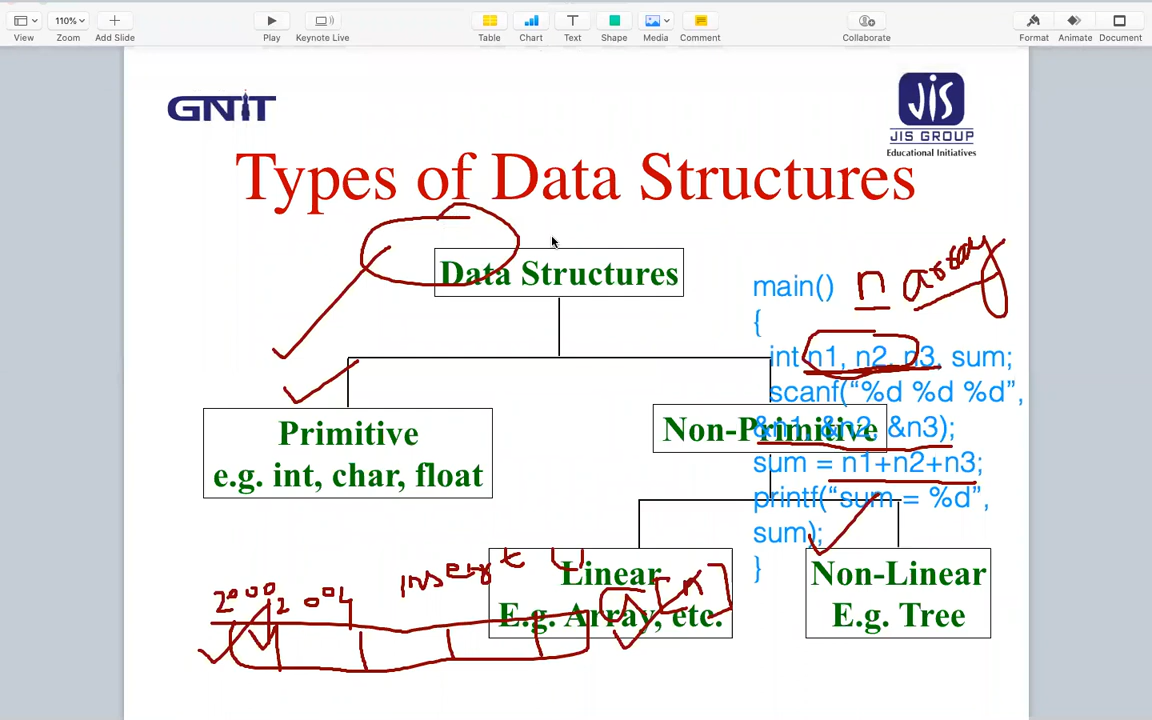 110%
View Zoom Add Slide Play Keynote Live Table Chart Text Shape Media Comment Collaborate Format Animate Document
GNIT
JIS
JIS GROUP
Educational Initiatives
Types of Data Structures
Data Structures
n array
main()
{
int n1, n2, n3, sum;
scanf(“%d %d %d”,
&n1, &n2, &n3);
sum = n1+n2+n3;
printf(“sum = %d”,
sum);
}
Primitive
e.g. int, char, float
Non-Primitive
Linear
E.g. Array, etc.
Non-Linear
E.g. Tree
insert
2000 2004